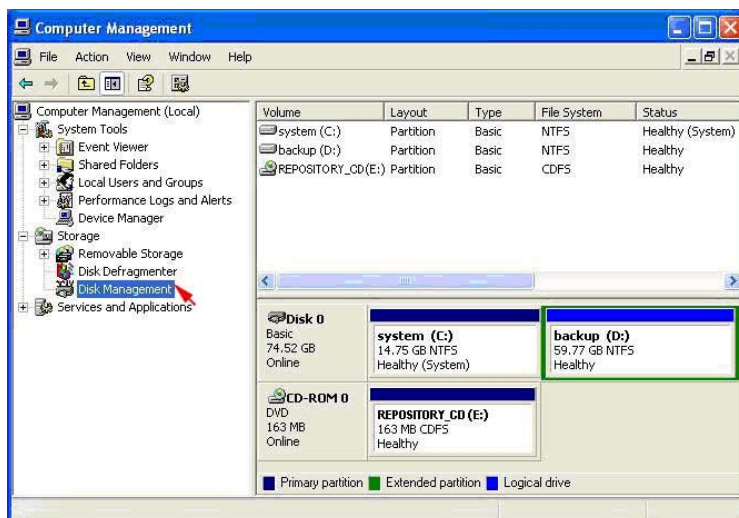 Computer Management
File Action View Window Help
Computer Management (Local)
System Tools
Event Viewer
Shared Folders
Local Users and Groups
Performance Logs and Alerts
Device Manager
Storage
Removable Storage
Disk Defragmenter
Disk Management
Services and Applications
Volume Layout Type File System Status
system (C:) Partition Basic NTFS Healthy (System)
backup (D:) Partition Basic NTFS Healthy
REPOSITORY_CD(E:) Partition Basic CDFS Healthy
Disk 0
Basic
74.52 GB
Online
system (C:)
14.75 GB NTFS
Healthy (System)
backup (D:)
59.77 GB NTFS
Healthy
CD-ROM 0
DVD
163 MB
Online
REPOSITORY_CD (E:)
163 MB CDFS
Healthy
Primary partition Extended partition Logical drive